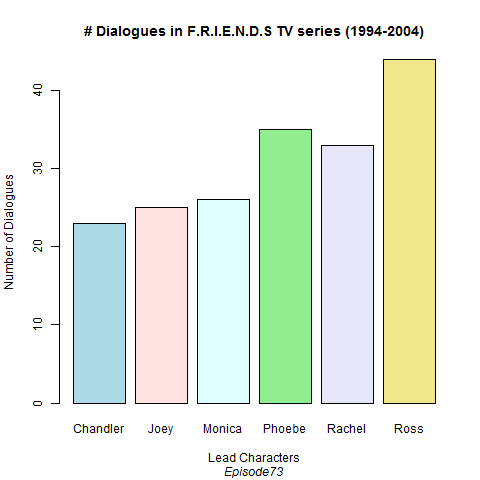 # Dialogues in F.R.I.E.N.D.S TV series (1994-2004)
Number of Dialogues
40
30
20
10
0
Chandler Joey Monica Phoebe Rachel Ross
Lead Characters
Episode73